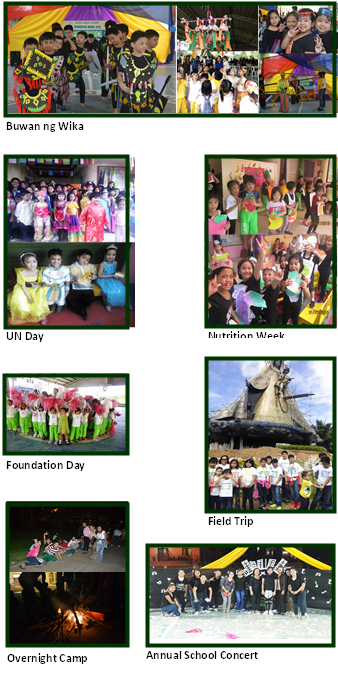 Buwan ng Wika
UN Day
Nutrition Week
Foundation Day
Field Trip
Overnight Camp
Annual School Concert